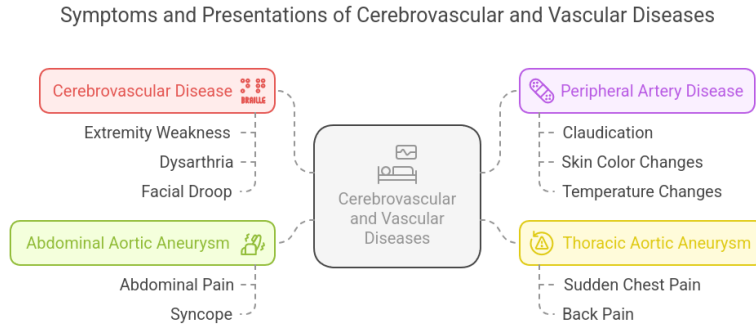 Symptoms and Presentations of Cerebrovascular and Vascular Diseases
Cerebrovascular Disease
BRAILLE
Extremity Weakness
Dysarthria
Facial Droop
Abdominal Aortic Aneurysm
Abdominal Pain
Syncope
Cerebrovascular
and Vascular
Diseases
Peripheral Artery Disease
Claudication
Skin Color Changes
Temperature Changes
Thoracic Aortic Aneurysm
Sudden Chest Pain
Back Pain